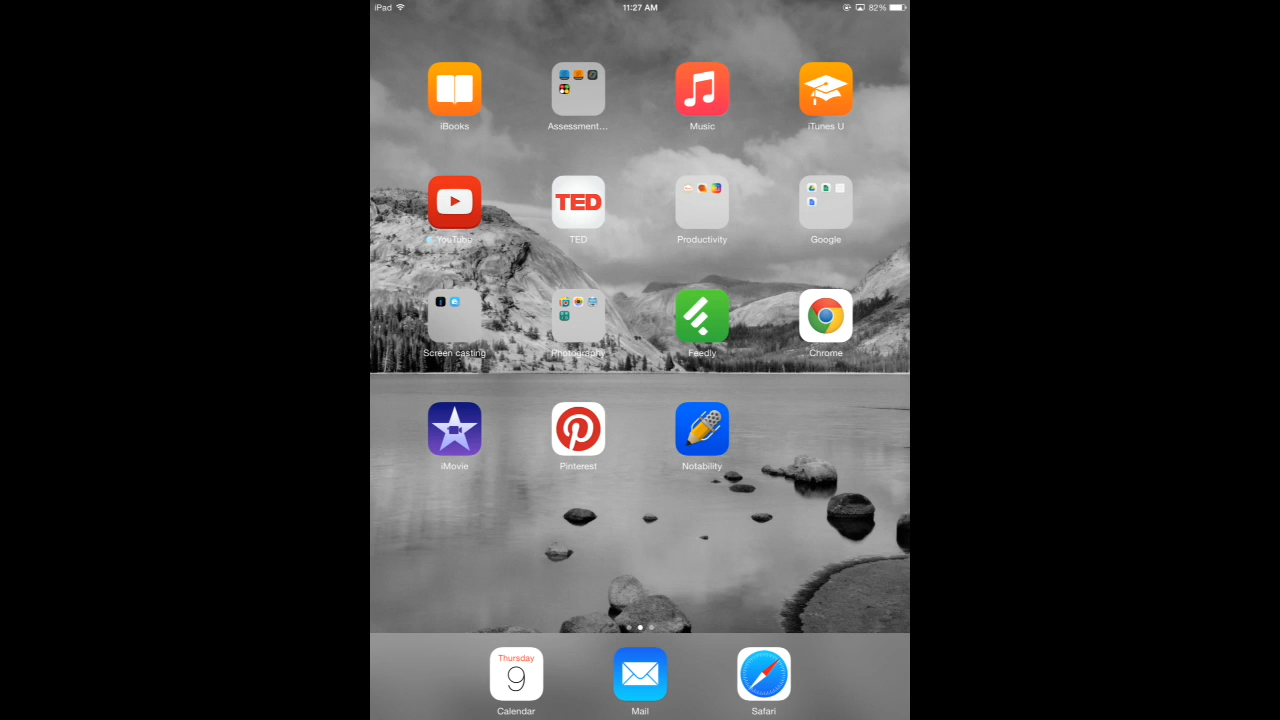 iPad 11:27 AM 82%
iBooks Assessment... Music iTunes U
TED
YouTube TED Productivity Google
Screen casting Photography Feedly Chrome
iMovie Pinterest Notability
Thursday
9
Calendar Mail Safari